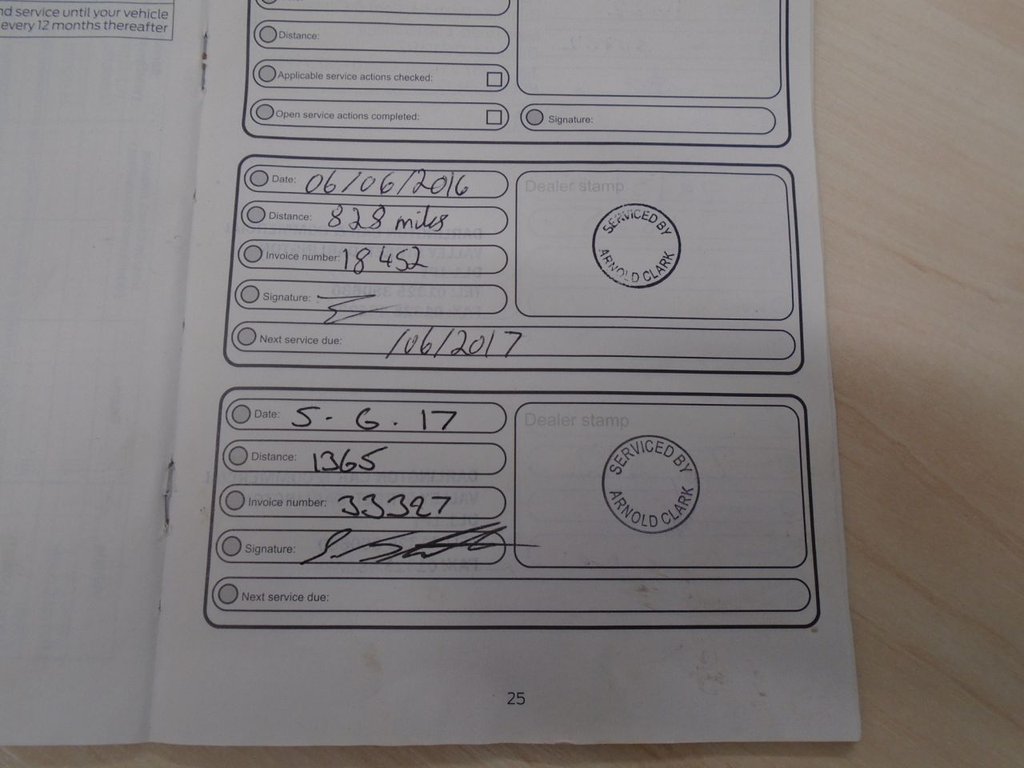 nd service until your vehicle
every 12 months thereafter
Distance:
Applicable service actions checked:
Open service actions completed:
Signature:
Date: 06/06/2016
Distance: 828 miles
Invoice number: 18452
Signature:
Next service due: /06/2017
Dealer stamp
SERVICED BY
ARNOLD CLARK
Date: 5-6.17
Distance: 1365
Invoice number: 33327
Signature:
Next service due:
Dealer stamp
SERVICED BY
ARNOLD CLARK
25